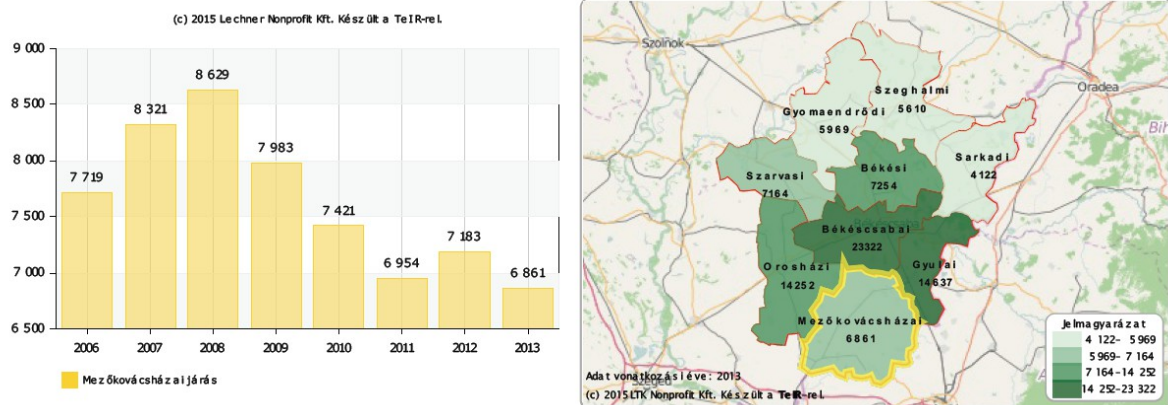 (c) 2015 Lechner Nonprofit Kft. Készült a TeIR-rel.
9 000
8 500
8 000
7 500
7 000
6 500
7 719
8 321
8 629
7 983
7 421
6 954
7 183
6 861
2006 2007 2008 2009 2010 2011 2012 2013
Mezőkovácsházai járás
Szolnok
Oradea
Szeghalmi
5610
Gyomaendrődi
5969
Sarkadi
4122
Szarvasi
7164
Békési
7254
Békéscsabai
23322
Gyulai
14637
Orosházi
14252
Mezőkovácsházai
6861
Szeged
Adat vonatkozási éve: 2013
(c) 2015 LTK Nonprofit Kft. Készült a TeIR-rel.
Jelmagyarázat
4 122- 5 969
5 969- 7 164
7 164-14 252
14 252-23 322